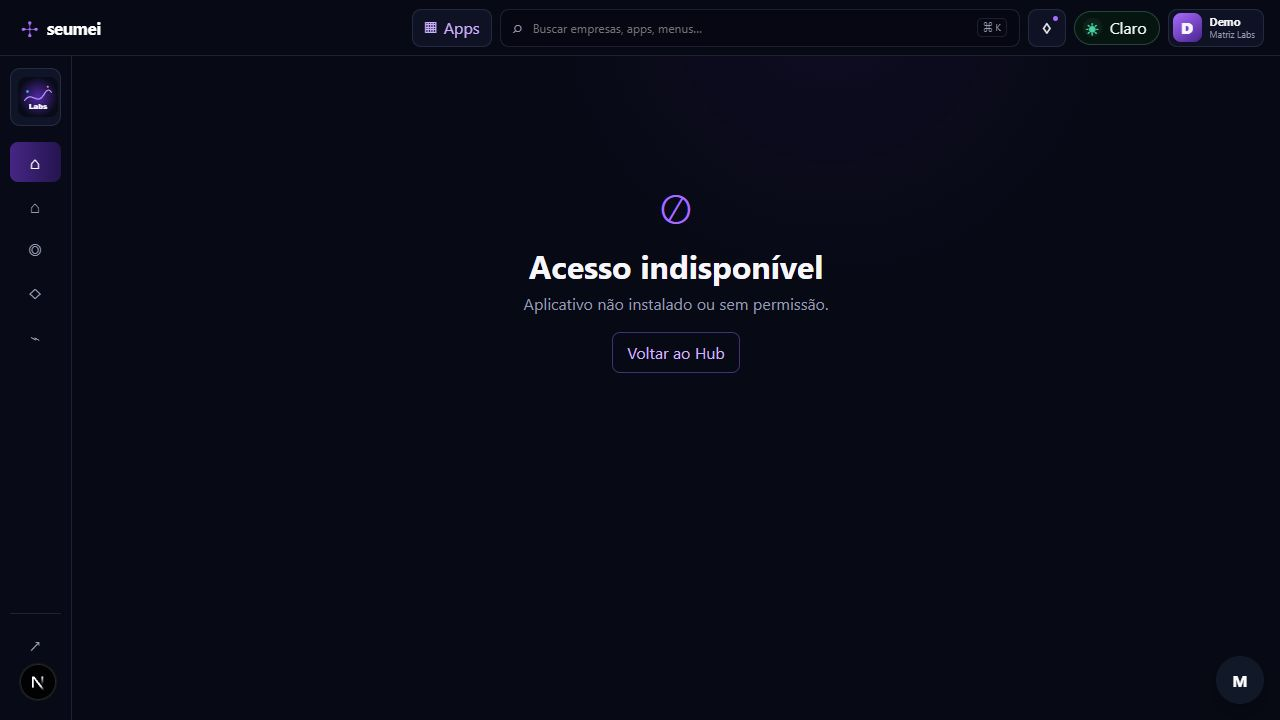 seumei
Apps
Buscar empresas, apps, menus...
⌘ K
Claro
D
Demo
Matriz Labs
Labs
Acesso indisponível
Aplicativo não instalado ou sem permissão.
Voltar ao Hub
N
M